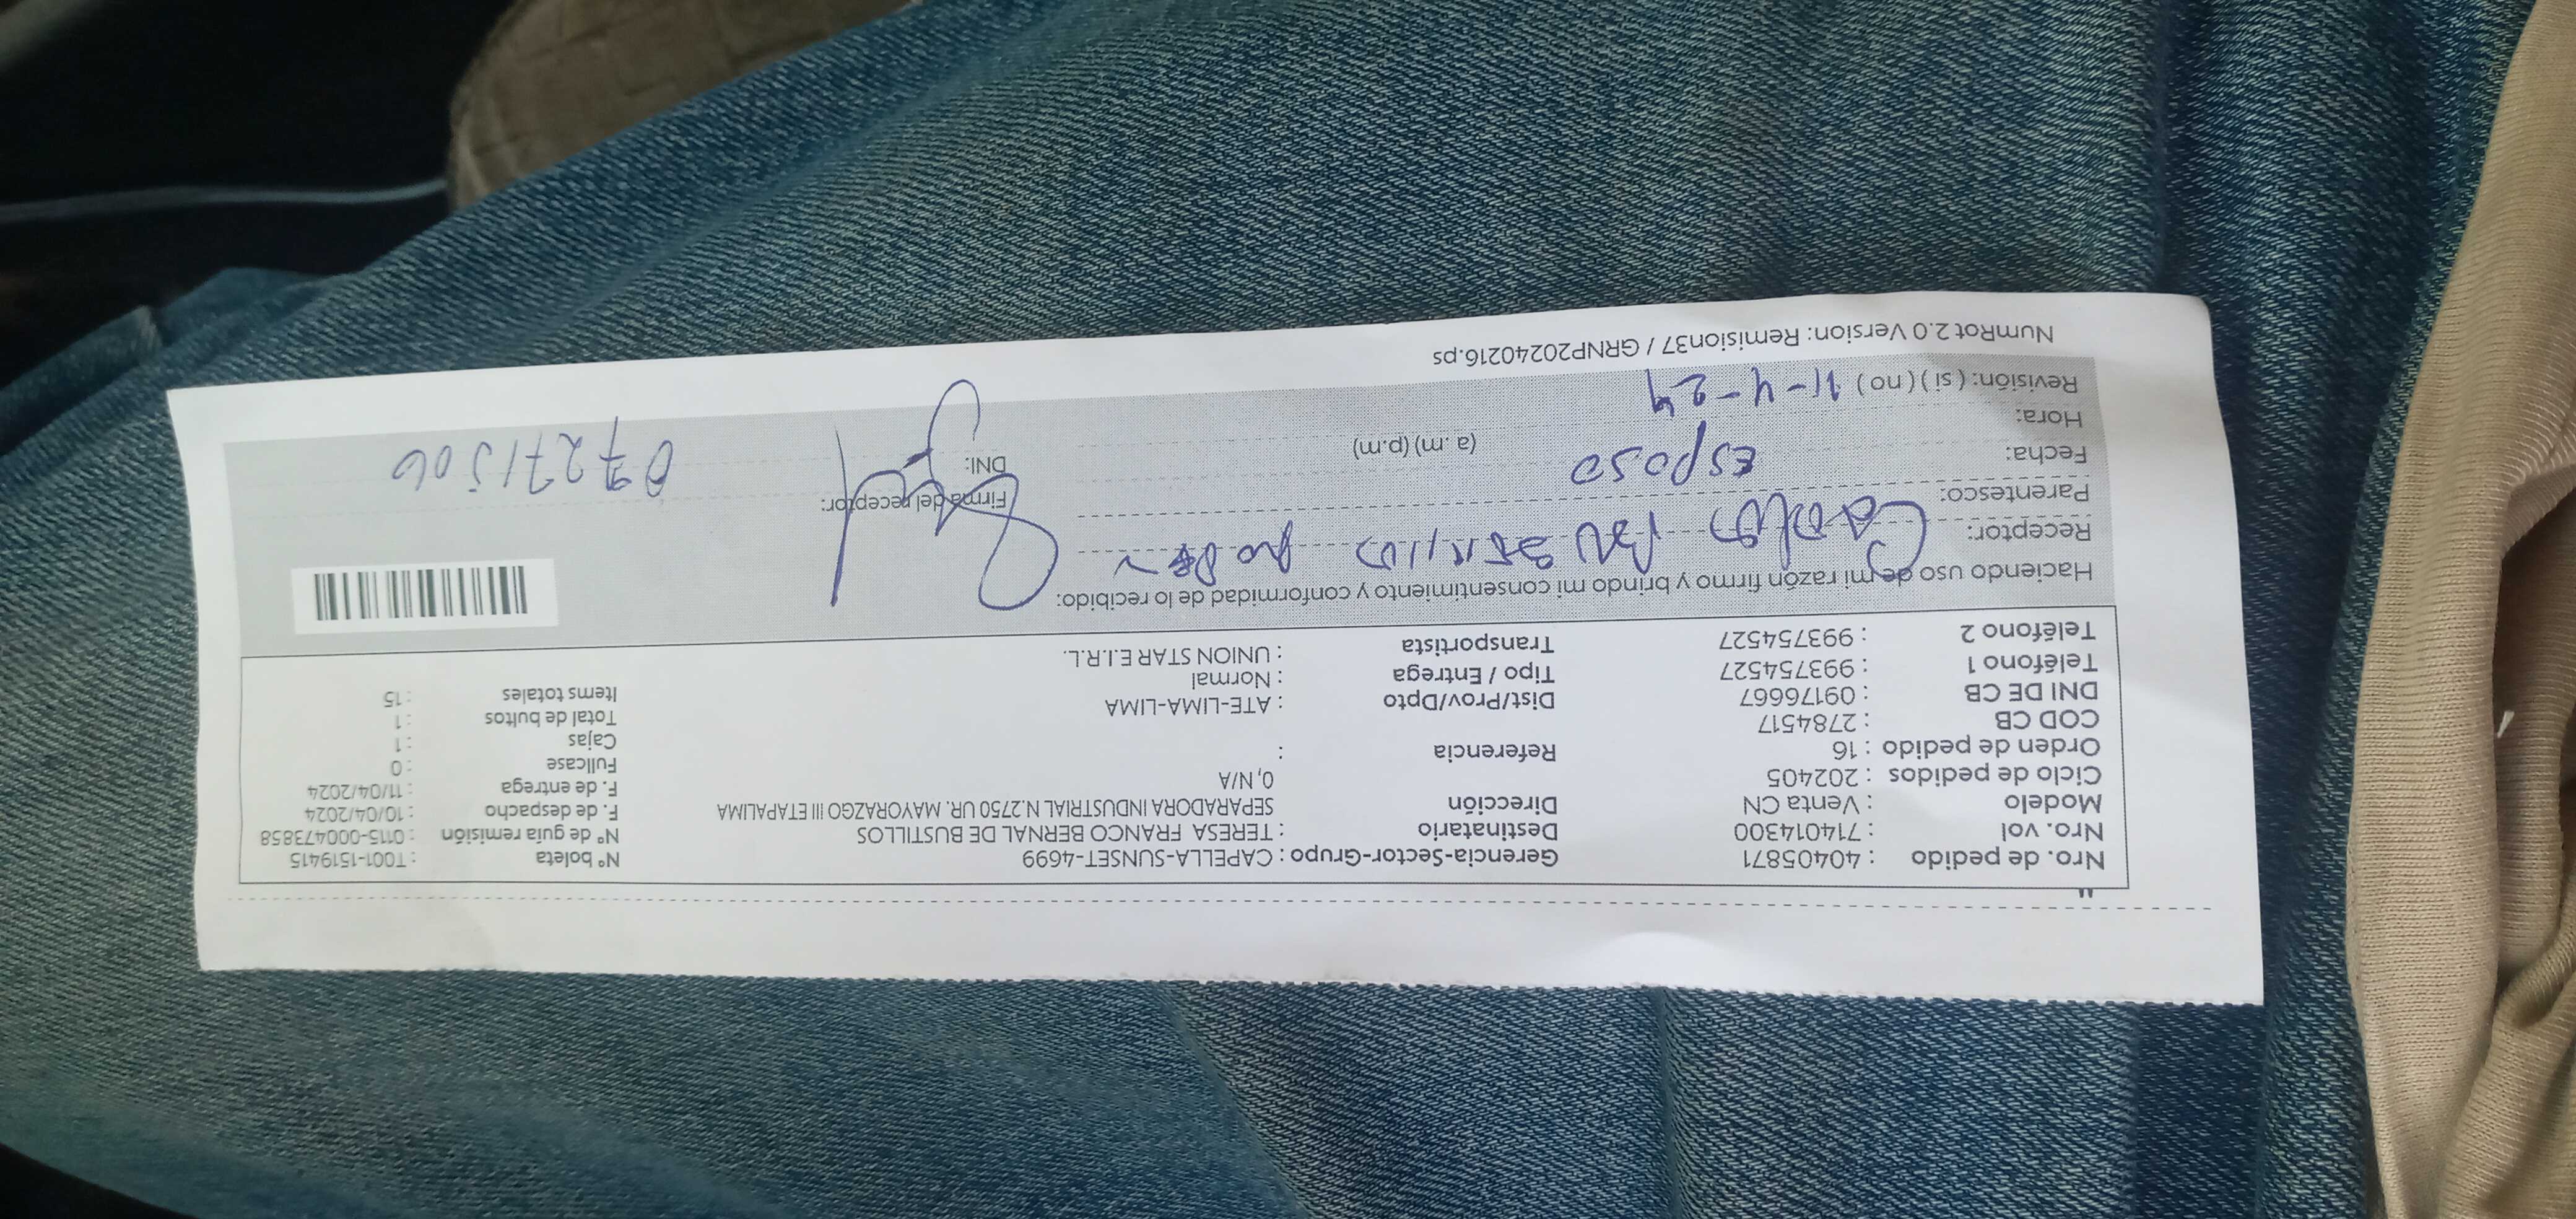 Nro. de pedido : 40405871 Gerencia-Sector-Grupo : CAPELLA-SUNSET-4699 N° boleta : T001-1519415
Nro. vol : 714014300 Destinatario : TERESA FRANCO BERNAL DE BUSTILLOS N° de guía remisión : 0115-000473858
Modelo : Venta CN Dirección SEPARADORA INDUSTRIAL N.2750 UR. MAYORAZGO III ETAPALIMA F. de despacho : 10/04/2024
Ciclo de pedidos : 202405 0, N/A F. de entrega : 11/04/2024
Orden de pedido : 16 Referencia : Fullcase : 0
COD CB : 2784517 Cajas : 1
DNI DE CB : 09176667 Dist/Prov/Dpto : ATE-LIMA-LIMA Total de bultos : 1
Teléfono 1 : 993754527 Tipo / Entrega : Normal Items totales : 15
Teléfono 2 : 993754527 Transportista : UNION STAR E.I.R.L.
Haciendo uso de mi razón firmo y brindo mi consentimiento y conformidad de lo recibido:
Receptor: Carlos
Parentesco: Firma del receptor:
Fecha: esposo DNI: 07271506
Hora: (a. m) (p.m)
Revisión: ( si ) ( no ) 11-4-24
NumRot 2.0 Version: Remision37 / GRNP20240216.ps